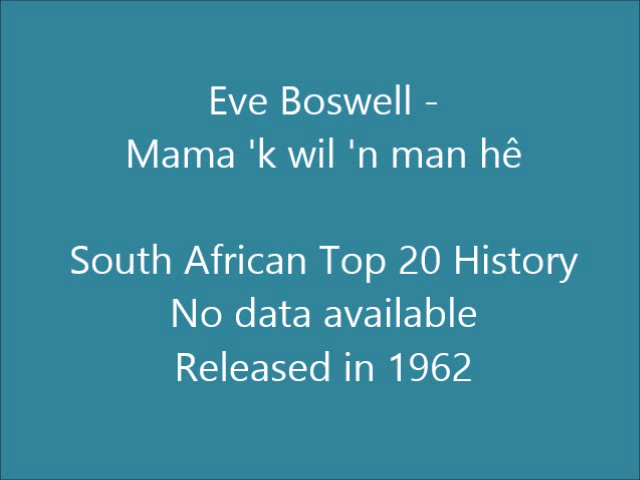 Eve Boswell -
Mama 'k wil 'n man hê
South African Top 20 History
No data available
Released in 1962